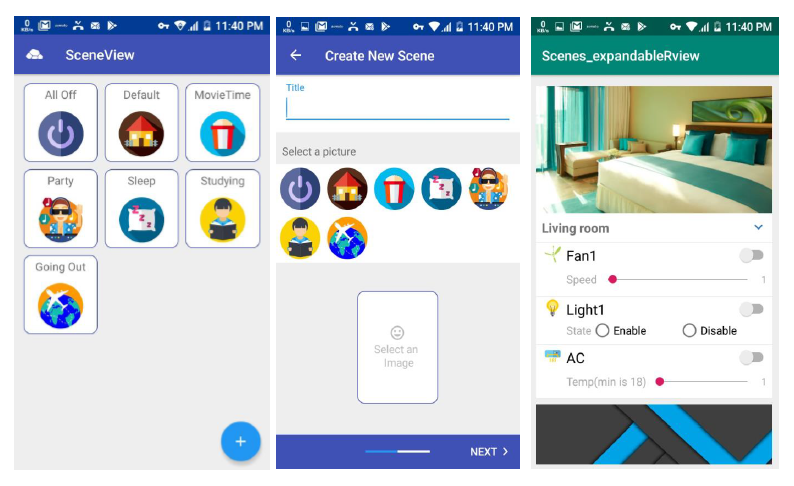 0
KB/s
11:40 PM
SceneView
All Off
Default
MovieTime
Party
Sleep
Studying
Going Out
+
0
KB/s
11:40 PM
Create New Scene
Title
Select a picture
Select an
Image
NEXT
0
KB/s
11:40 PM
Scenes_expandableRview
Living room
Fan1
Speed 1
Light1
State Enable Disable
AC
Temp(min is 18) 1